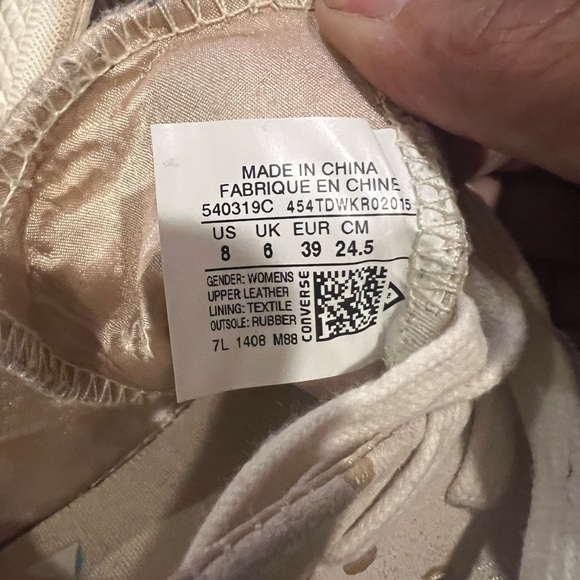 MADE IN CHINA
FABRIQUE EN CHINE
540319C 454TDWKR02015
US UK EUR CM
8 6 39 24.5
GENDER: WOMENS
UPPER LEATHER
LINING: TEXTILE
OUTSOLE: RUBBER
7L 1408 M88
CONVERSE